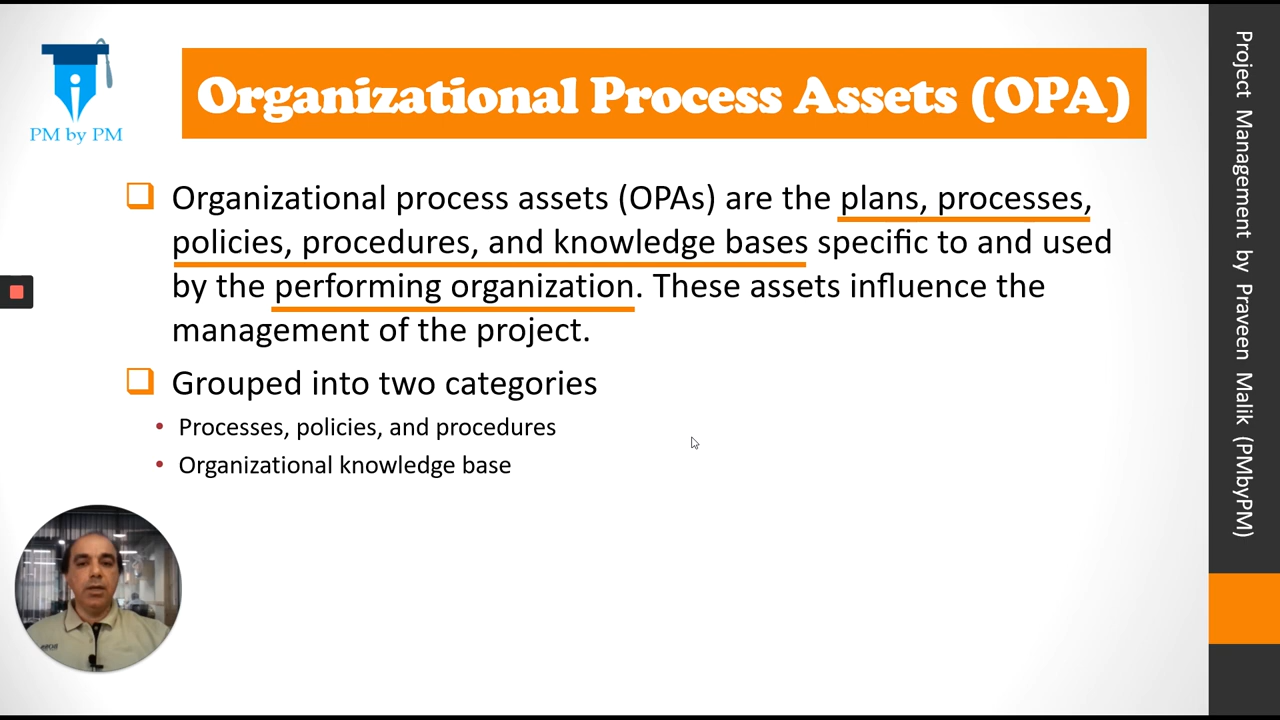 PM by PM
Organizational Process Assets (OPA)
Organizational process assets (OPAs) are the plans, processes,
policies, procedures, and knowledge bases specific to and used
by the performing organization. These assets influence the
management of the project.
Grouped into two categories
• Processes, policies, and procedures
• Organizational knowledge base
Project Management by Praveen Malik (PMbyPM)